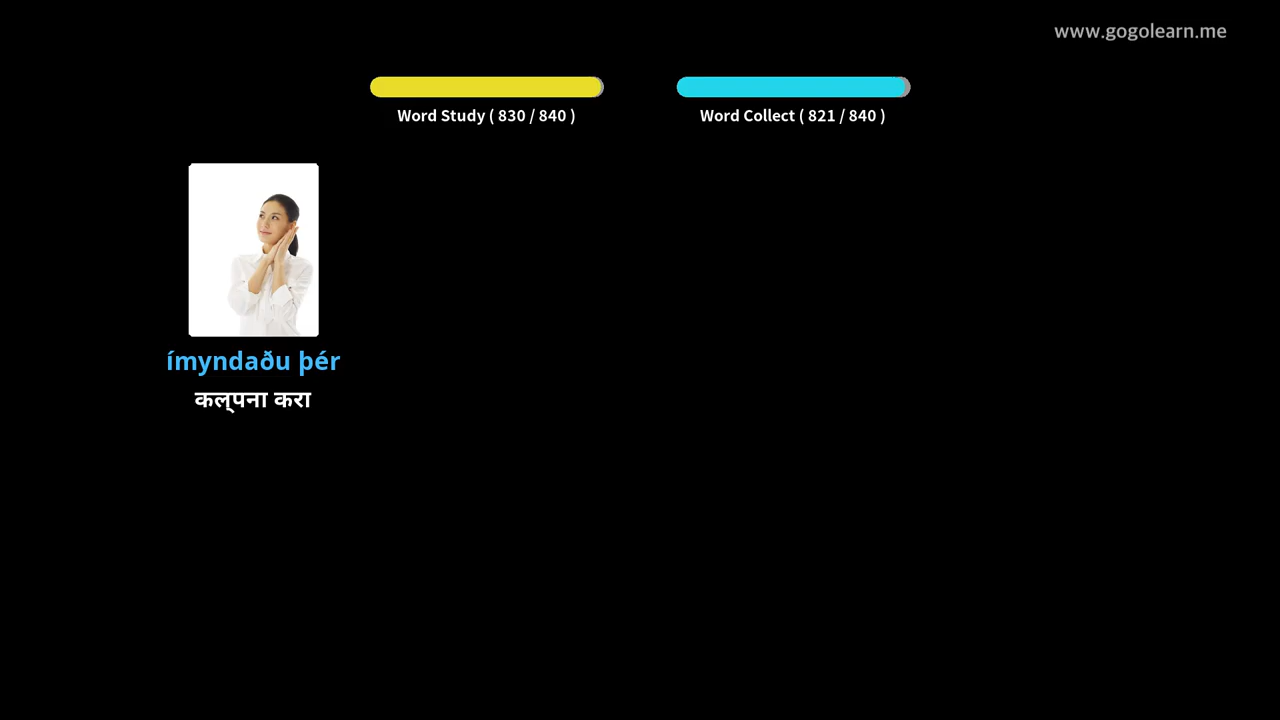 www.gogolearn.me
Word Study ( 830 / 840 )
Word Collect ( 821 / 840 )
ímyndaðu þér
कल्पना करा